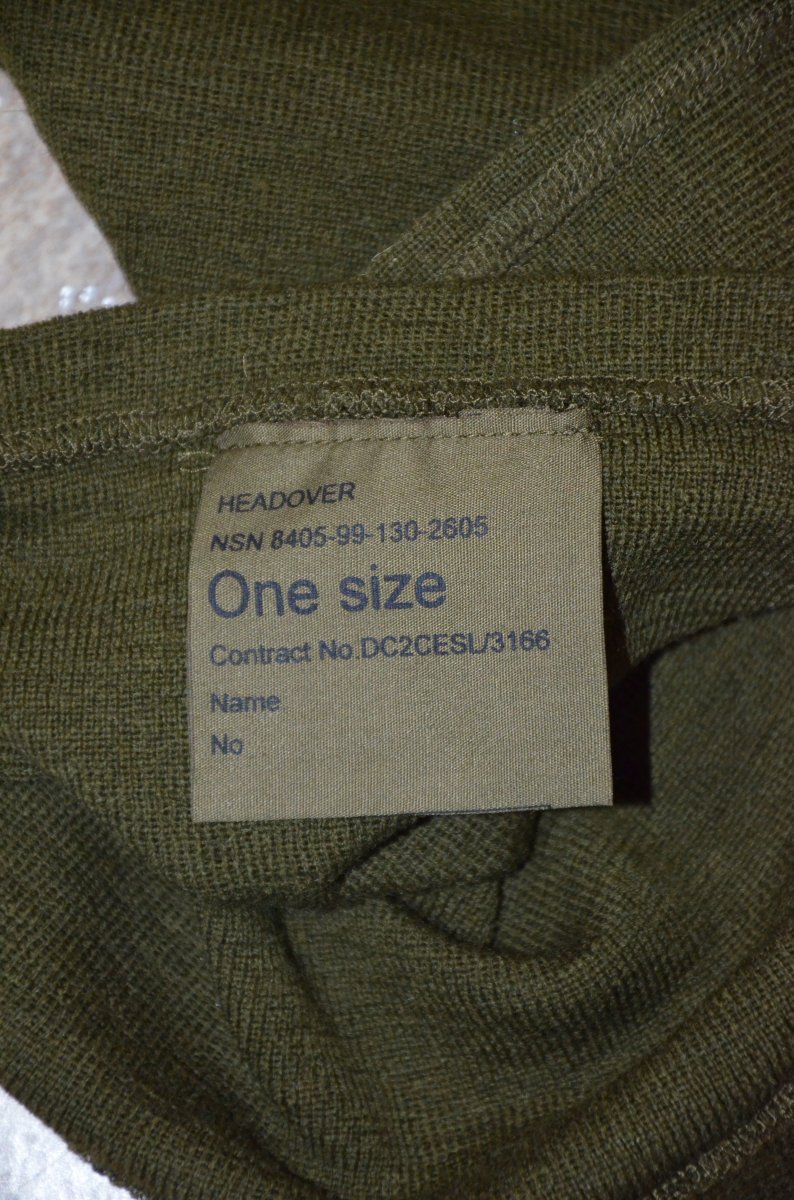 HEADOVER
NSN 8405-99-130-2605
One size
Contract No.DC2CESL/3166
Name
No